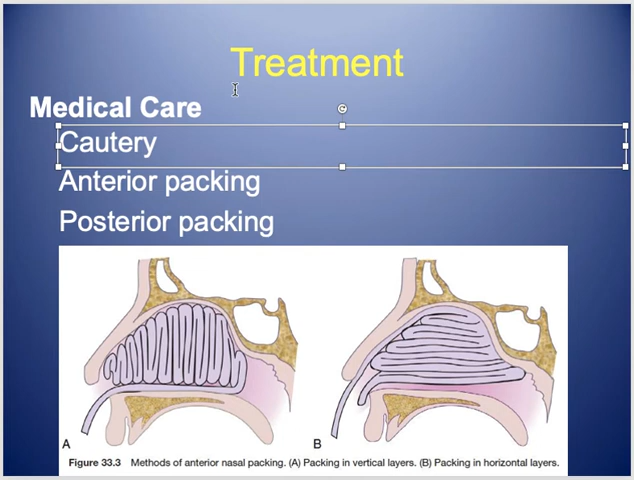 Treatment
Medical Care
Cautery
Anterior packing
Posterior packing
A
B
Figure 33.3 Methods of anterior nasal packing. (A) Packing in vertical layers. (B) Packing in horizontal layers.